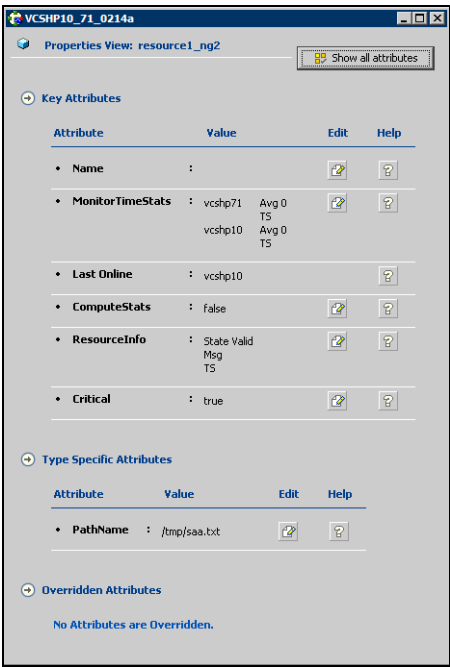 VCSHP10_71_0214a
Properties View: resource1_ng2
Show all attributes
Key Attributes
Attribute Value Edit Help
• Name :
• MonitorTimeStats : vcshp71 Avg 0
TS
vcshp10 Avg 0
TS
• Last Online : vcshp10
• ComputeStats : false
• ResourceInfo : State Valid
Msg
TS
• Critical : true
Type Specific Attributes
Attribute Value Edit Help
• PathName : /tmp/saa.txt
Overridden Attributes
No Attributes are Overridden.